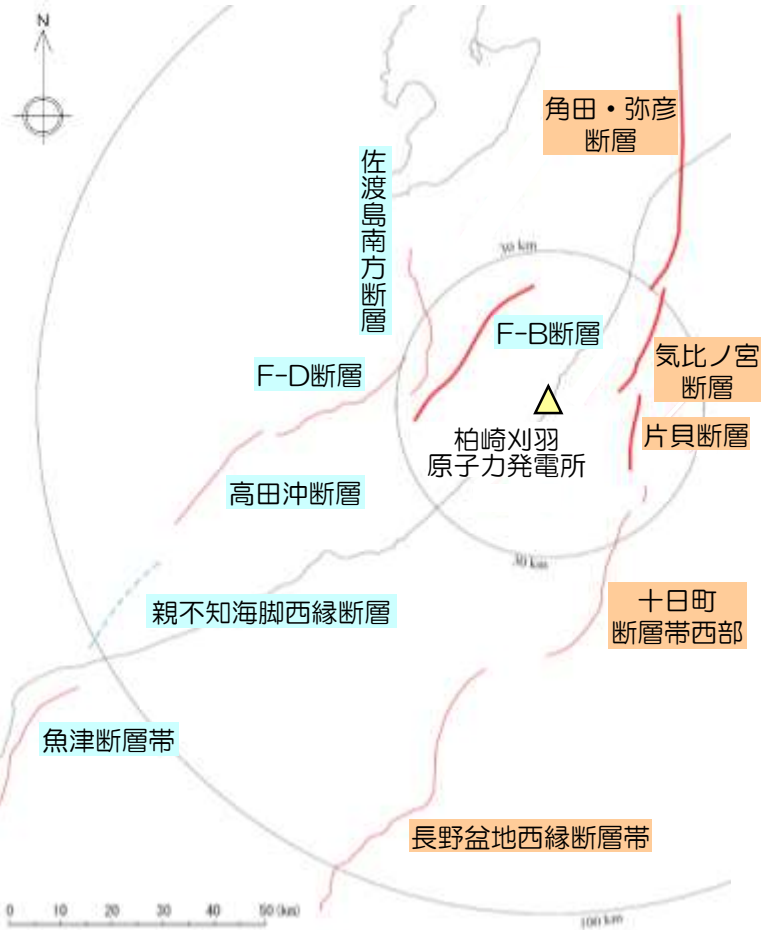 N
角田・弥彦
断層
佐渡島南方断層
30 km
F-B断層
気比ノ宮
断層
F-D断層
片貝断層
柏崎刈羽
原子力発電所
高田沖断層
30 km
親不知海脚西縁断層
十日町
断層帯西部
魚津断層帯
長野盆地西縁断層帯
0 10 20 30 40 50 (km)
100 km